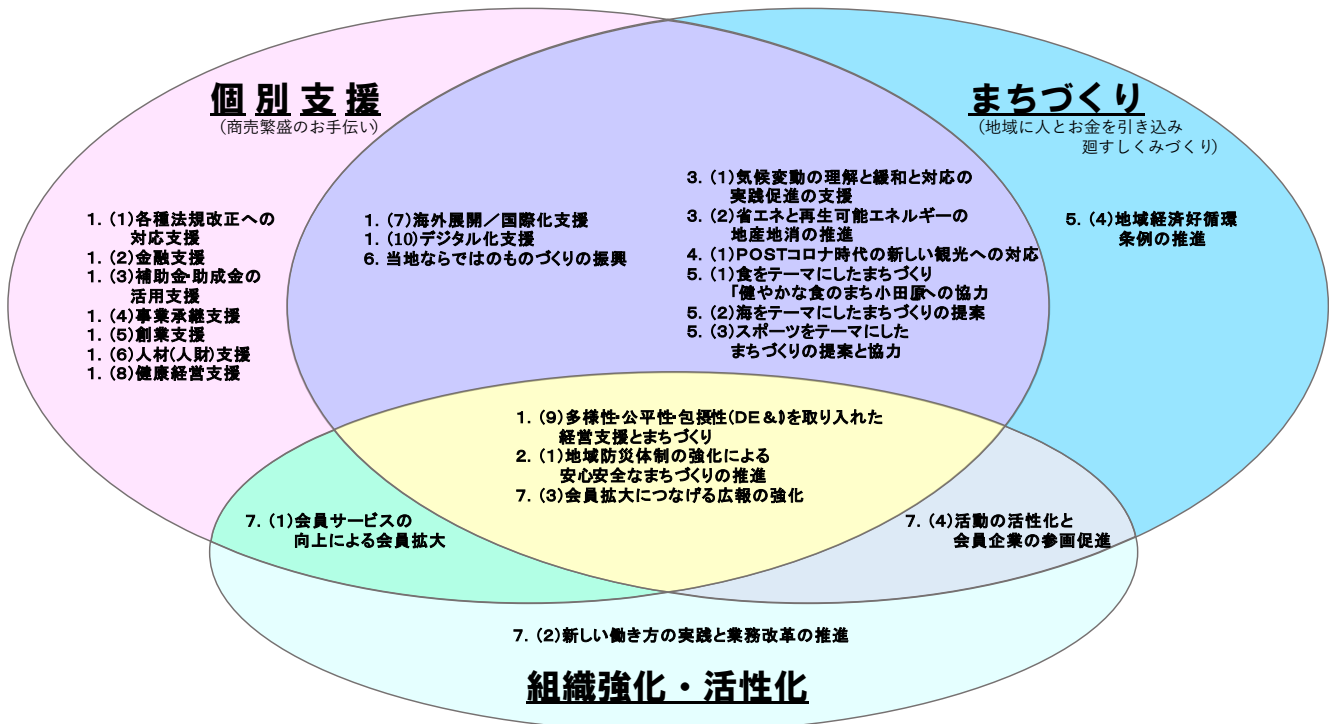 個別支援
(商売繁盛のお手伝い)
1. (1)各種法規改正への
対応支援
1. (2)金融支援
1. (3)補助金・助成金の
活用支援
1. (4)事業承継支援
1. (5)創業支援
1. (6)人材(人財)支援
1. (8)健康経営支援
1. (7)海外展開／国際化支援
1. (10)デジタル化支援
6. 当地ならではのものづくりの振興
3. (1)気候変動の理解と緩和と対応の
実践促進の支援
3. (2)省エネと再生可能エネルギーの
地産地消の推進
4. (1)POSTコロナ時代の新しい観光への対応
5. (1)食をテーマにしたまちづくり
「健やかな食のまち小田原」への協力
5. (2)海をテーマにしたまちづくりの提案
5. (3)スポーツをテーマにした
まちづくりの提案と協力
まちづくり
(地域に人とお金を引き込み
廻すしくみづくり)
5. (4)地域経済好循環
条例の推進
1. (9)多様性・公平性・包摂性(DE&I)を取り入れた
経営支援とまちづくり
2. (1)地域防災体制の強化による
安心安全なまちづくりの推進
7. (3)会員拡大につなげる広報の強化
7. (1)会員サービスの
向上による会員拡大
7. (4)活動の活性化と
会員企業の参画促進
7. (2)新しい働き方の実践と業務改革の推進
組織強化・活性化